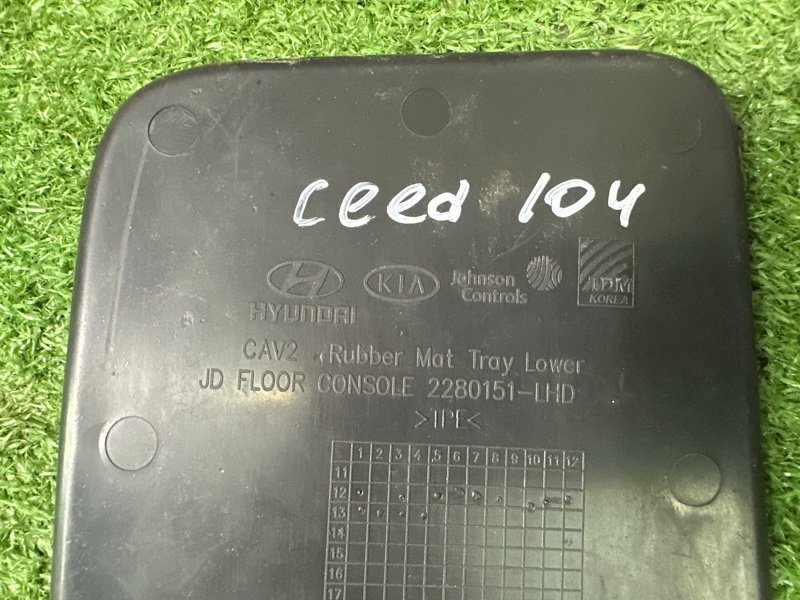 ceed 104
HYUNDAI
KIA
Johnson
Controls
KOREA
CAV2 Rubber Mat Tray Lower
JD FLOOR CONSOLE 2280151-LHD
>TPE<
1 2 3 4 5 6 7 8 9 10 11 12
11
12
13
14
15
16
17